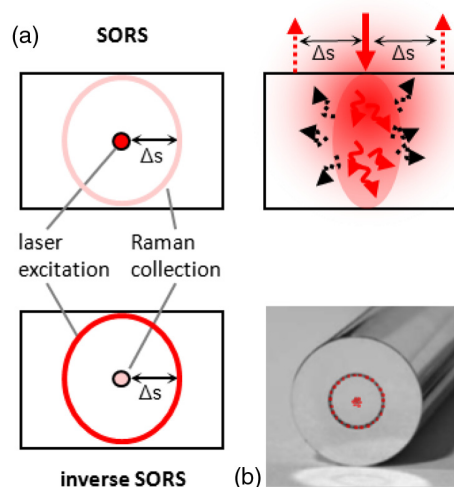 (a)
SORS
Δs
Δs
Δs
laser
excitation
Raman
collection
Δs
inverse SORS
(b)